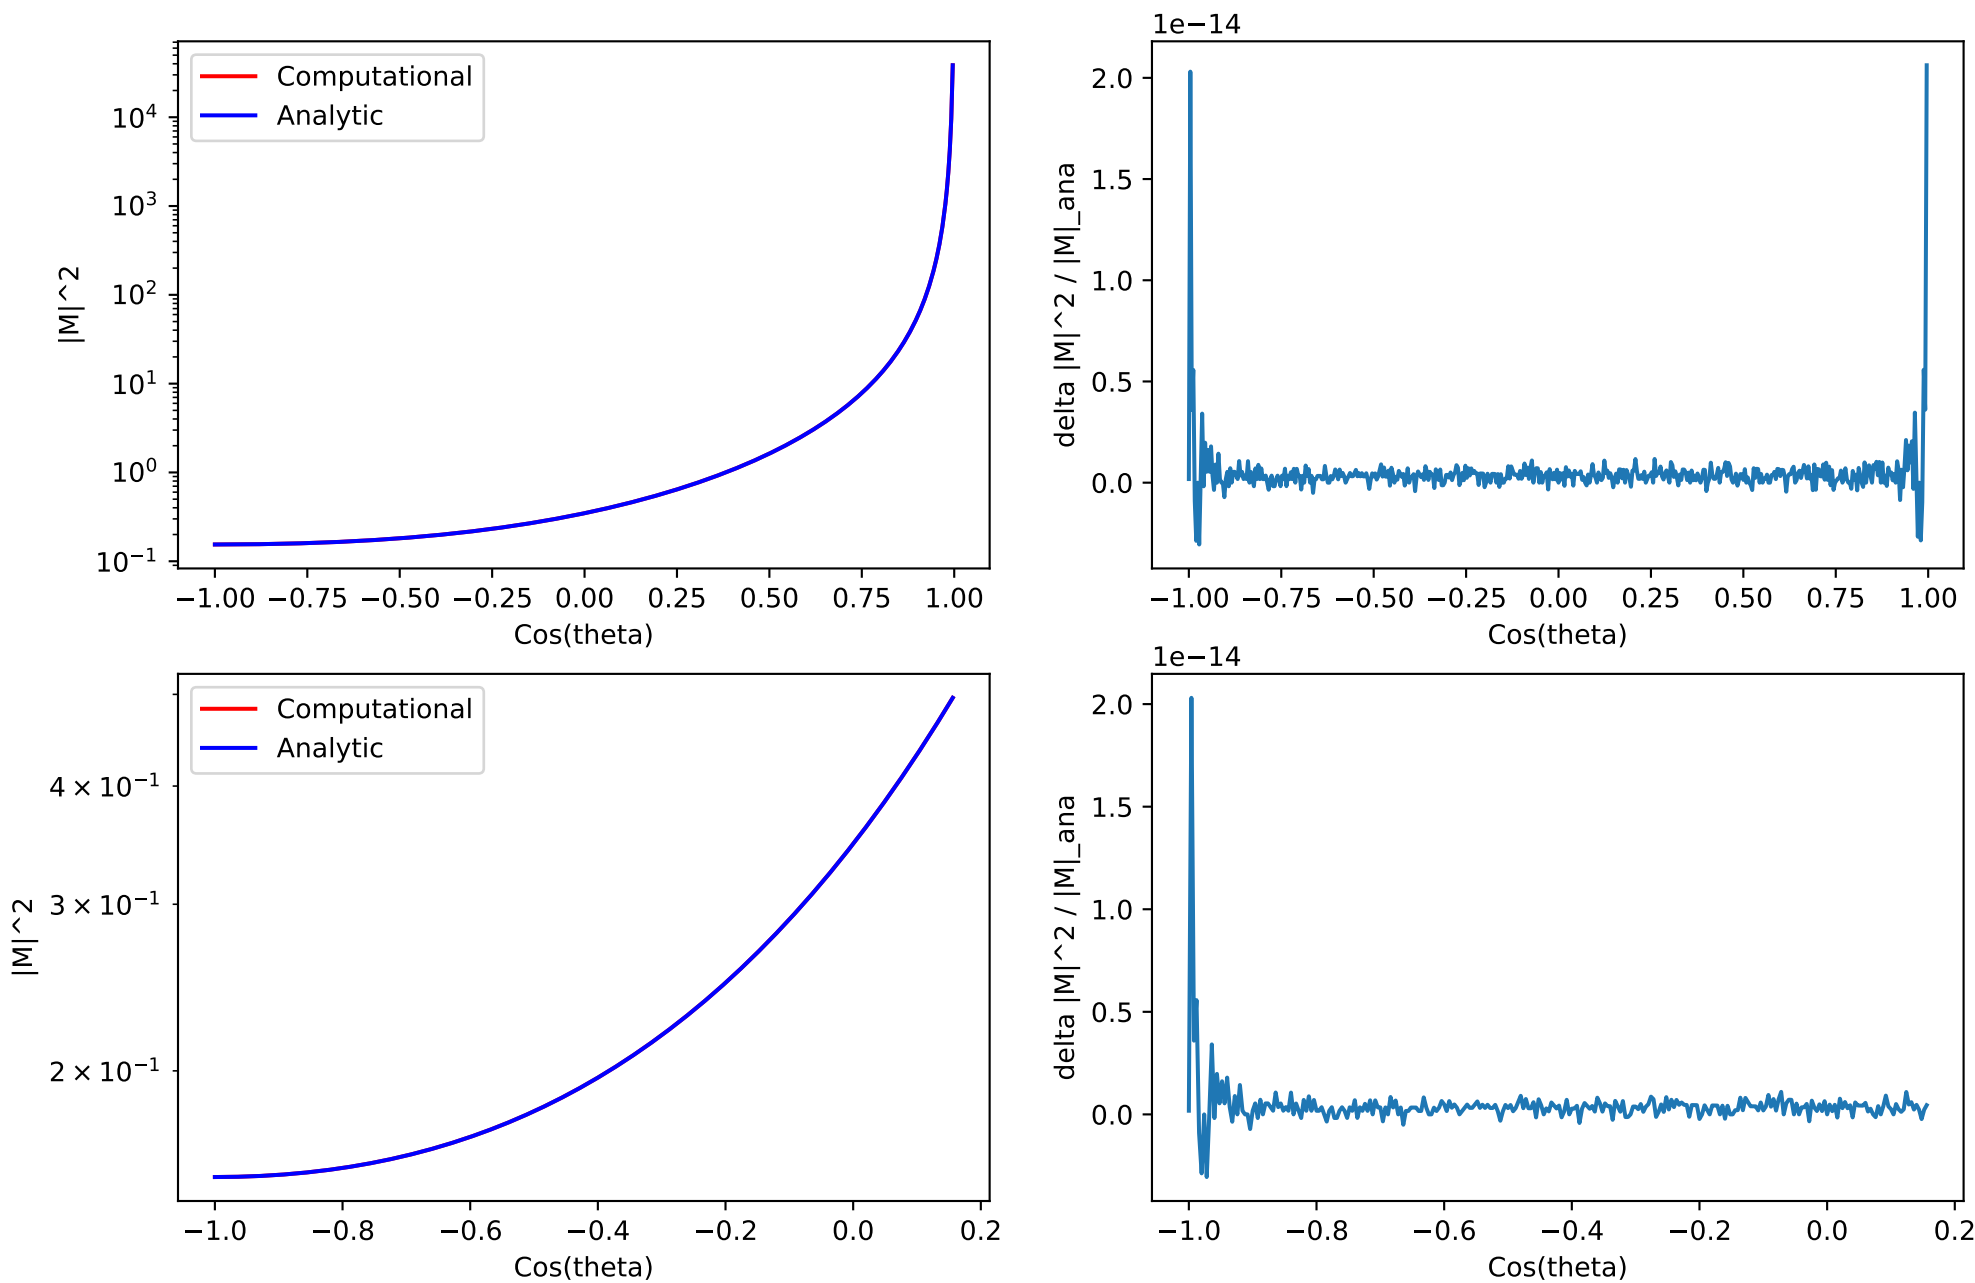 1e−14
Computational
Analytic
|M|^2
10^4
10^3
10^2
10^1
10^0
10^−1
−1.00 −0.75 −0.50 −0.25 0.00 0.25 0.50 0.75 1.00
Cos(theta)
delta |M|^2 / |M|_ana
2.0
1.5
1.0
0.5
0.0
−1.00 −0.75 −0.50 −0.25 0.00 0.25 0.50 0.75 1.00
Cos(theta)
Computational
Analytic
|M|^2
4 × 10^−1
3 × 10^−1
2 × 10^−1
−1.0 −0.8 −0.6 −0.4 −0.2 0.0 0.2
Cos(theta)
1e−14
delta |M|^2 / |M|_ana
2.0
1.5
1.0
0.5
0.0
−1.0 −0.8 −0.6 −0.4 −0.2 0.0 0.2
Cos(theta)